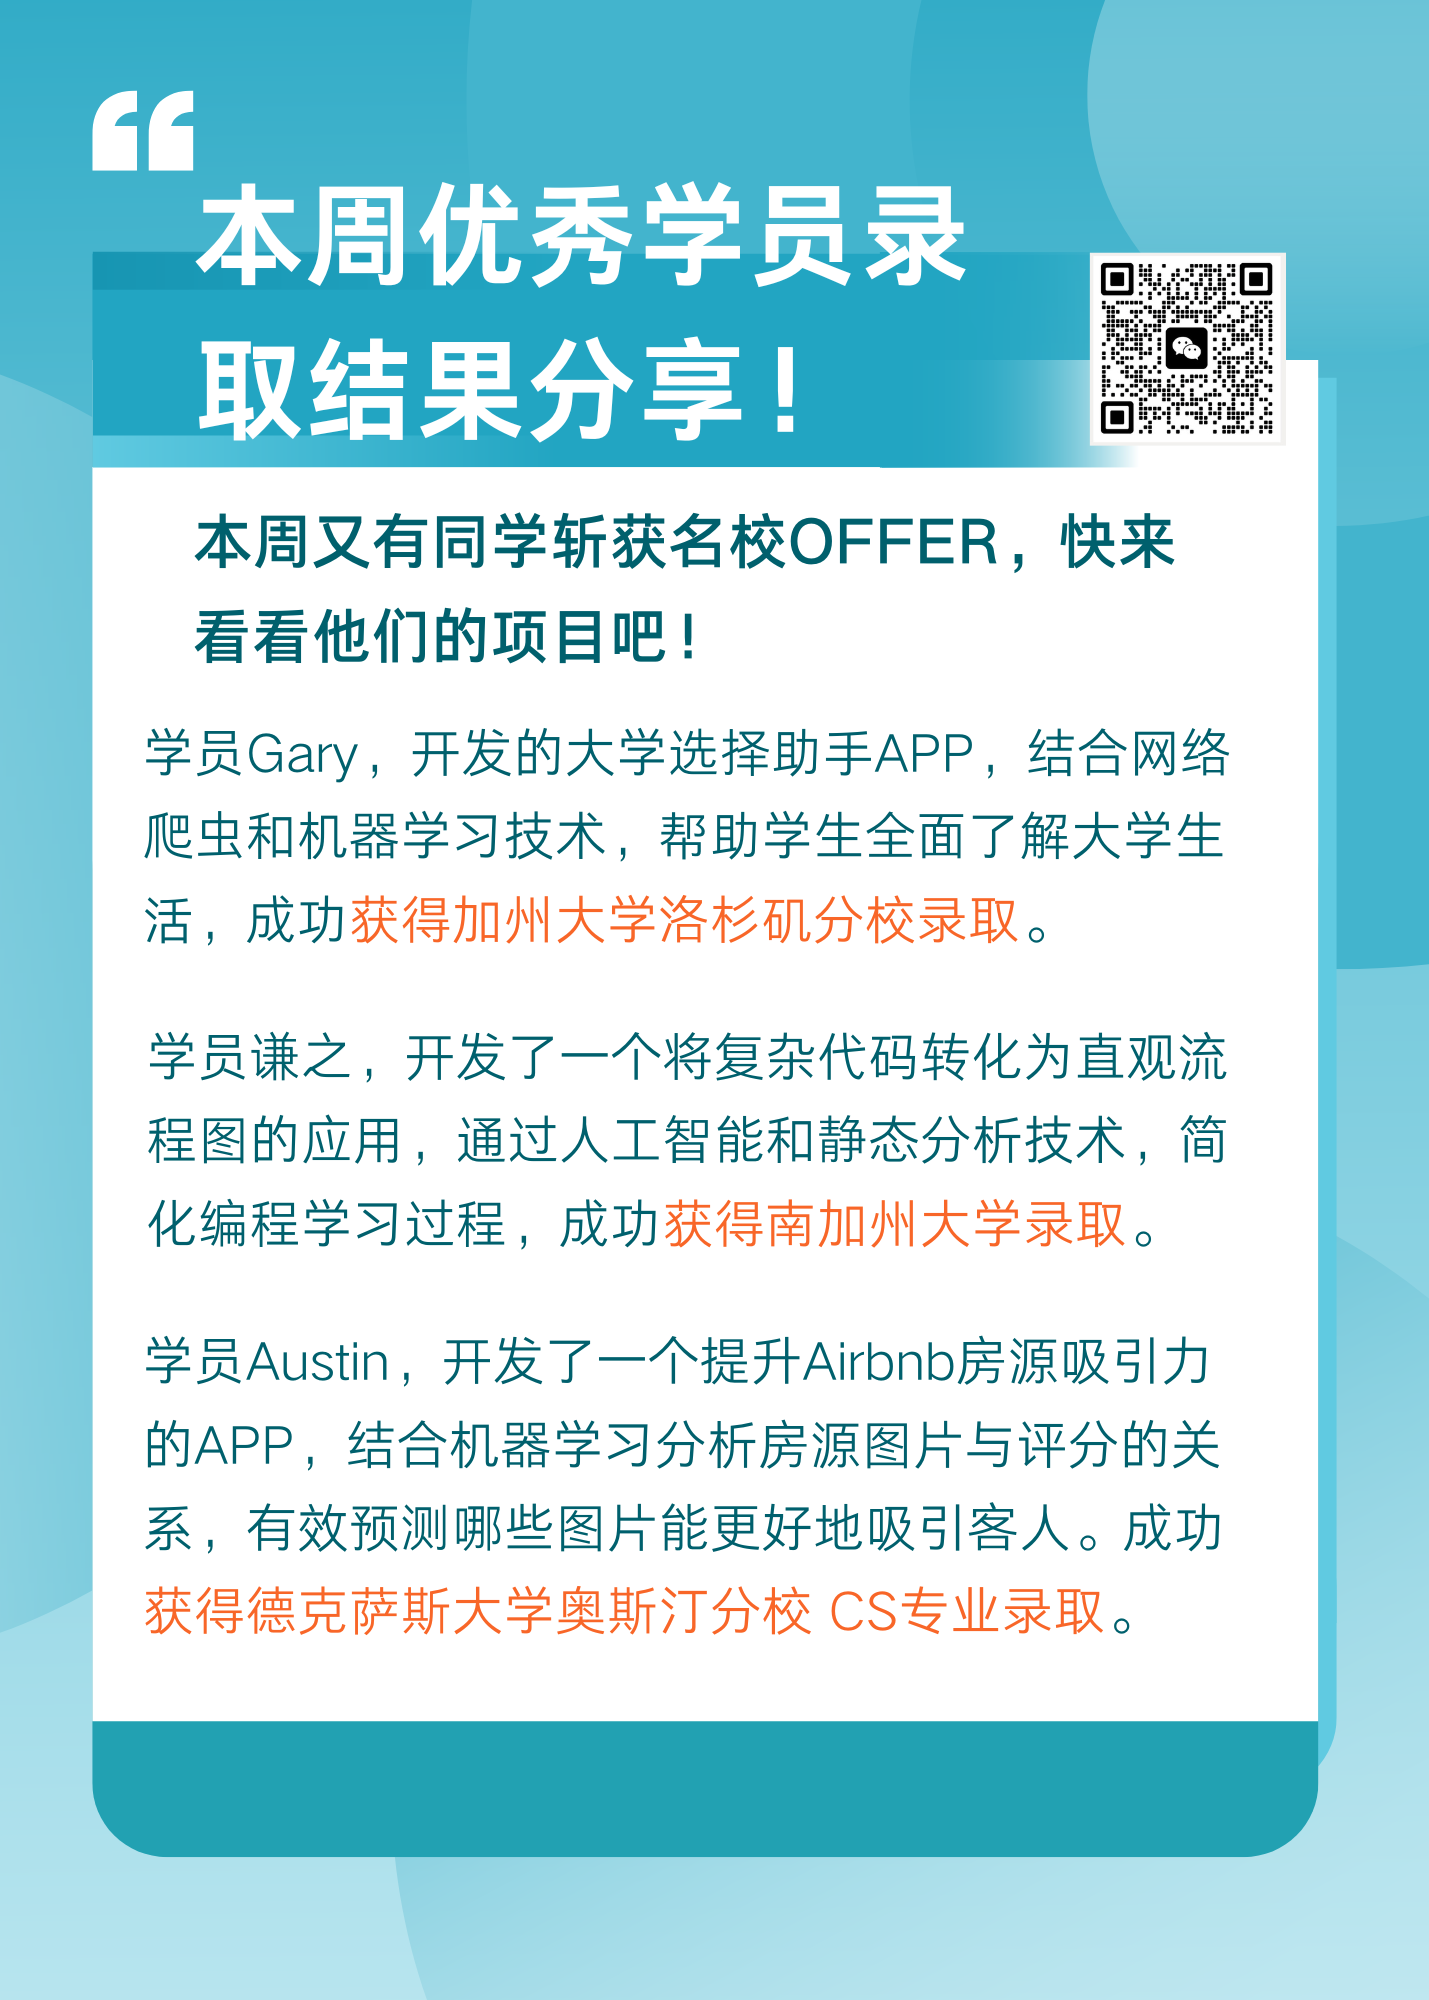 本周优秀学员录
取结果分享！
本周又有同学斩获名校OFFER，快来
看看他们的项目吧！
学员Gary，开发的大学选择助手APP，结合网络
爬虫和机器学习技术，帮助学生全面了解大学生
活，成功获得加州大学洛杉矶分校录取。
学员谦之，开发了一个将复杂代码转化为直观流
程图的应用，通过人工智能和静态分析技术，简
化编程学习过程，成功获得南加州大学录取。
学员Austin，开发了一个提升Airbnb房源吸引力
的APP，结合机器学习分析房源图片与评分的关
系，有效预测哪些图片能更好地吸引客人。成功
获得德克萨斯大学奥斯汀分校 CS专业录取。